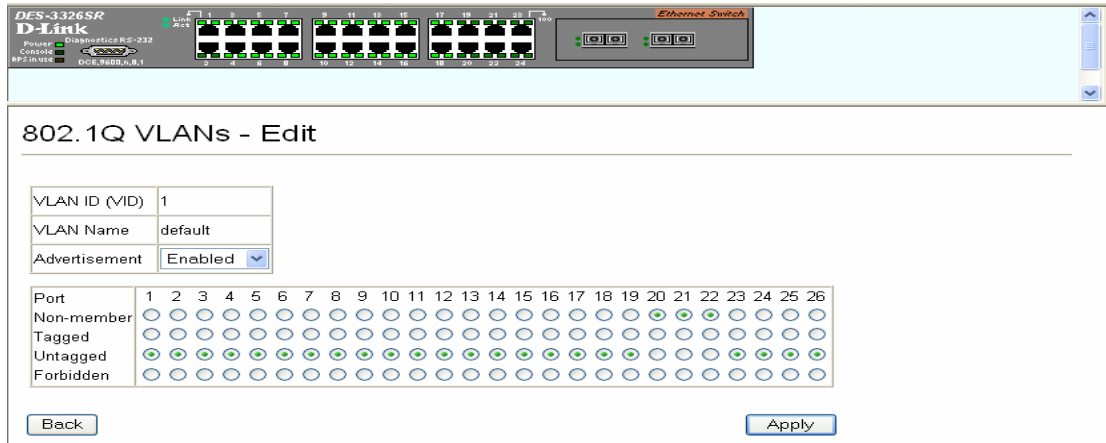 DES-3326SR
D-Link
Power
Console
RPS in use
Diagnostics RS-232
DCE,9600,n,8,1
Link
Act
1 3 5 7 9 11 13 15 17 19 21 23 100
2 4 6 8 10 12 14 16 18 20 22 24
Ethernet Switch
802.1Q VLANs - Edit
VLAN ID (VID) 1
VLAN Name default
Advertisement Enabled
Port 1 2 3 4 5 6 7 8 9 10 11 12 13 14 15 16 17 18 19 20 21 22 23 24 25 26
Non-member
Tagged
Untagged
Forbidden
Back Apply